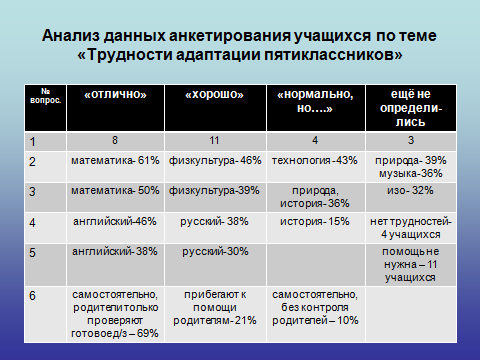 Анализ данных анкетирования учащихся по теме
«Трудности адаптации пятиклассников»
№ вопрос. «отлично» «хорошо» «нормально, но….» ещё не определи-лись
1 8 11 4 3
2 математика- 61% физкультура- 46% технология-43% природа- 39% музыка-36%
3 математика- 50% физкультура-39% природа, история-36% изо- 32%
4 английский-46% русский- 38% история-15% нет трудностей- 4 учащихся
5 английский-38% русский-30% помощь не нужна – 11 учащихся
6 самостоятельно, родители только проверяют готовоед/з – 69% прибегают к помощи родителям- 21% самостоятельно, без контроля родителей – 10%